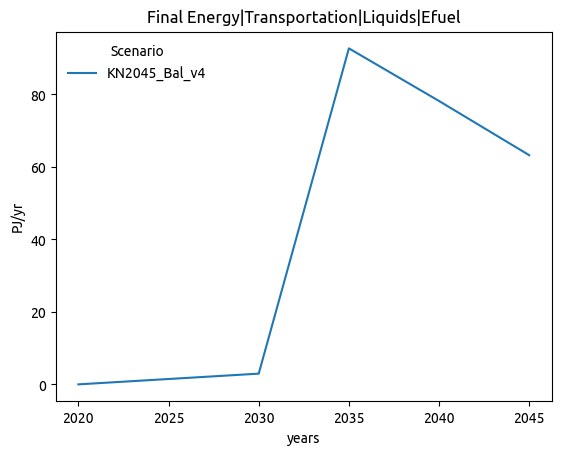 Final Energy|Transportation|Liquids|Efuel
Scenario
KN2045_Bal_v4
PJ/yr
80
60
40
20
0
2020 2025 2030 2035 2040 2045
years